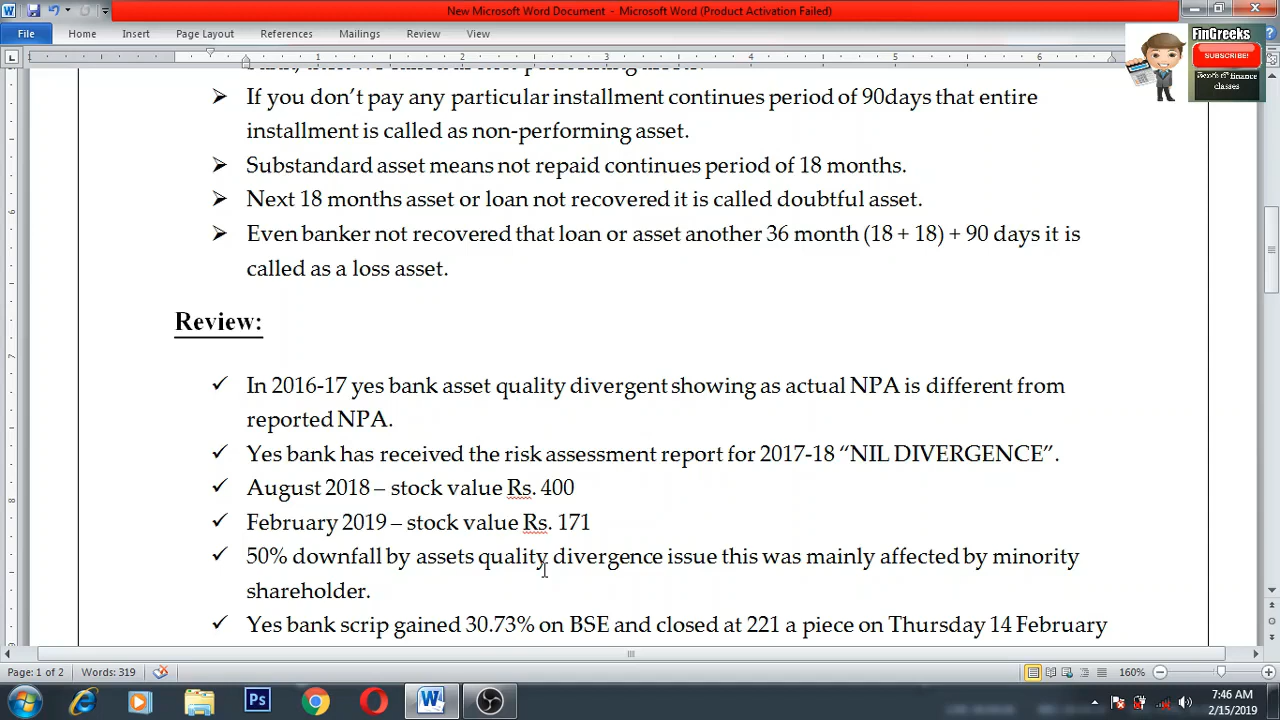 New Microsoft Word Document - Microsoft Word (Product Activation Failed)
File Home Insert Page Layout References Mailings Review View
FinGreeks
SUBSCRIBE!
finance
classes
1 2 3 4 5 6
➢ If you don't pay any particular installment continues period of 90days that entire
installment is called as non-performing asset.
➢ Substandard asset means not repaid continues period of 18 months.
➢ Next 18 months asset or loan not recovered it is called doubtful asset.
➢ Even banker not recovered that loan or asset another 36 month (18 + 18) + 90 days it is
called as a loss asset.
Review:
✓ In 2016-17 yes bank asset quality divergent showing as actual NPA is different from
reported NPA.
✓ Yes bank has received the risk assessment report for 2017-18 “NIL DIVERGENCE”.
✓ August 2018 – stock value Rs. 400
✓ February 2019 – stock value Rs. 171
✓ 50% downfall by assets quality divergence issue this was mainly affected by minority
shareholder.
✓ Yes bank scrip gained 30.73% on BSE and closed at 221 a piece on Thursday 14 February
Page: 1 of 2 Words: 319 160%
Ps
7:46 AM
2/15/2019